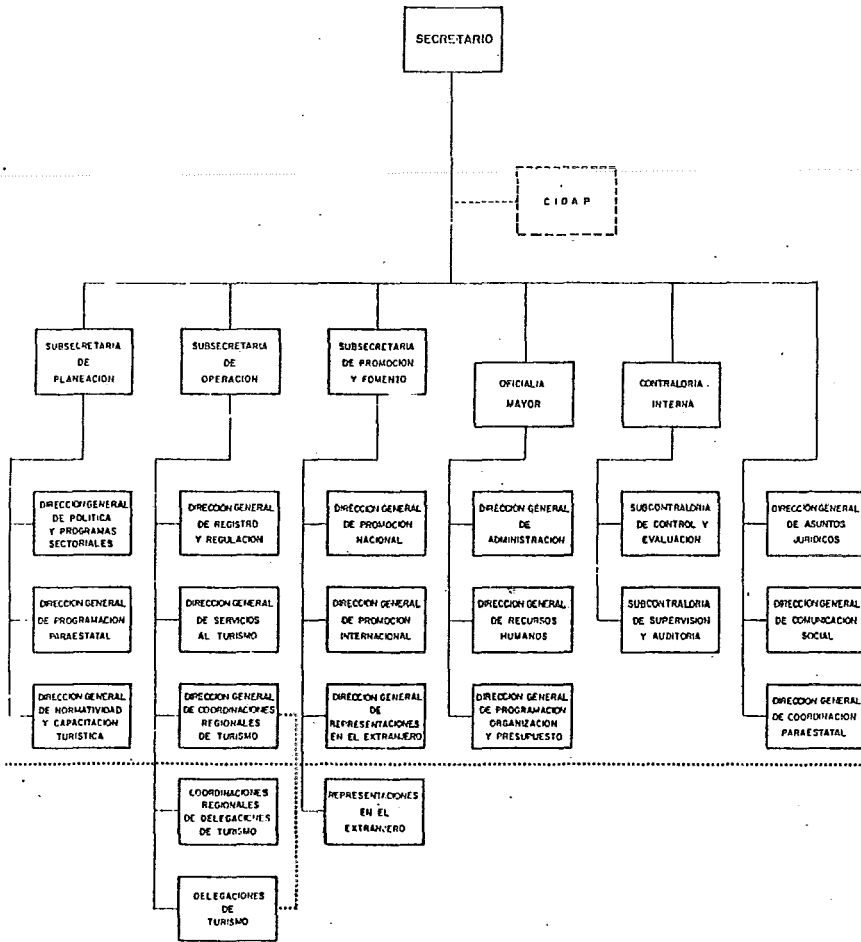 SECRETARIO
CIDAP
SUBSECRETARIA
DE
PLANEACION
SUBSECRETARIA
DE
OPERACION
SUBSECRETARIA
DE PROMOCION
Y FOMENTO
OFICIALIA
MAYOR
CONTRALORIA
INTERNA
DIRECCION GENERAL
DE POLITICA
Y PROGRAMAS
SECTORIALES
DIRECCION GENERAL
DE REGISTRO
Y REGULACION
DIRECCION GENERAL
DE PROMOCION
NACIONAL
DIRECCION GENERAL
DE
ADMINISTRACION
SUBCONTRALORIA
DE CONTROL Y
EVALUACION
DIRECCION GENERAL
DE ASUNTOS
JURIDICOS
DIRECCION GENERAL
DE PROGRAMACION
PARAESTATAL
DIRECCION GENERAL
DE SERVICIOS
AL TURISMO
DIRECCION GENERAL
DE PROMOCION
INTERNACIONAL
DIRECCION GENERAL
DE RECURSOS
HUMANOS
SUBCONTRALORIA
DE SUPERVISION
Y AUDITORIA
DIRECCION GENERAL
DE COMUNICACION
SOCIAL
DIRECCION GENERAL
DE NORMATIVIDAD
Y CAPACITACION
TURISTICA
DIRECCION GENERAL
DE COORDINACIONES
REGIONALES
DE TURISMO
DIRECCION GENERAL
DE
REPRESENTACIONES
EN EL EXTRANJERO
DIRECCION GENERAL
DE PROGRAMACION
ORGANIZACION
Y PRESUPUESTO
DIRECCION GENERAL
DE COORDINACION
PARAESTATAL
COORDINACIONES
REGIONALES
DE DELEGACIONES
DE TURISMO
REPRESENTACIONES
EN EL
EXTRANJERO
DELEGACIONES
DE
TURISMO